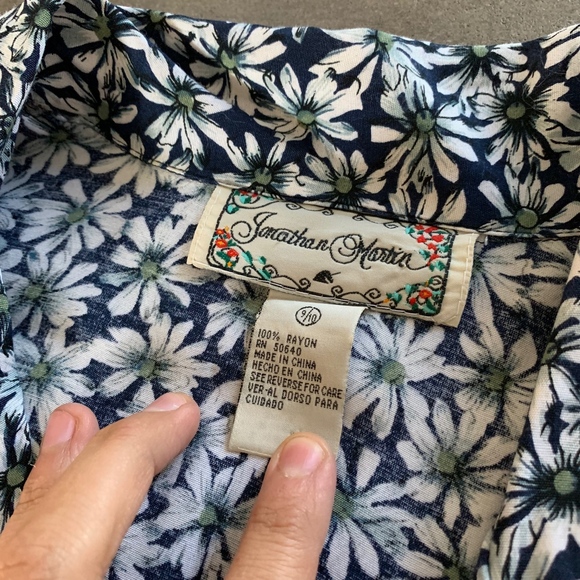 Jonathan Martin
9/10
100% RAYON
RN 50640
MADE IN CHINA
HECHO EN CHINA
SEE REVERSE FOR CARE
VER AL DORSO PARA
CUIDADO